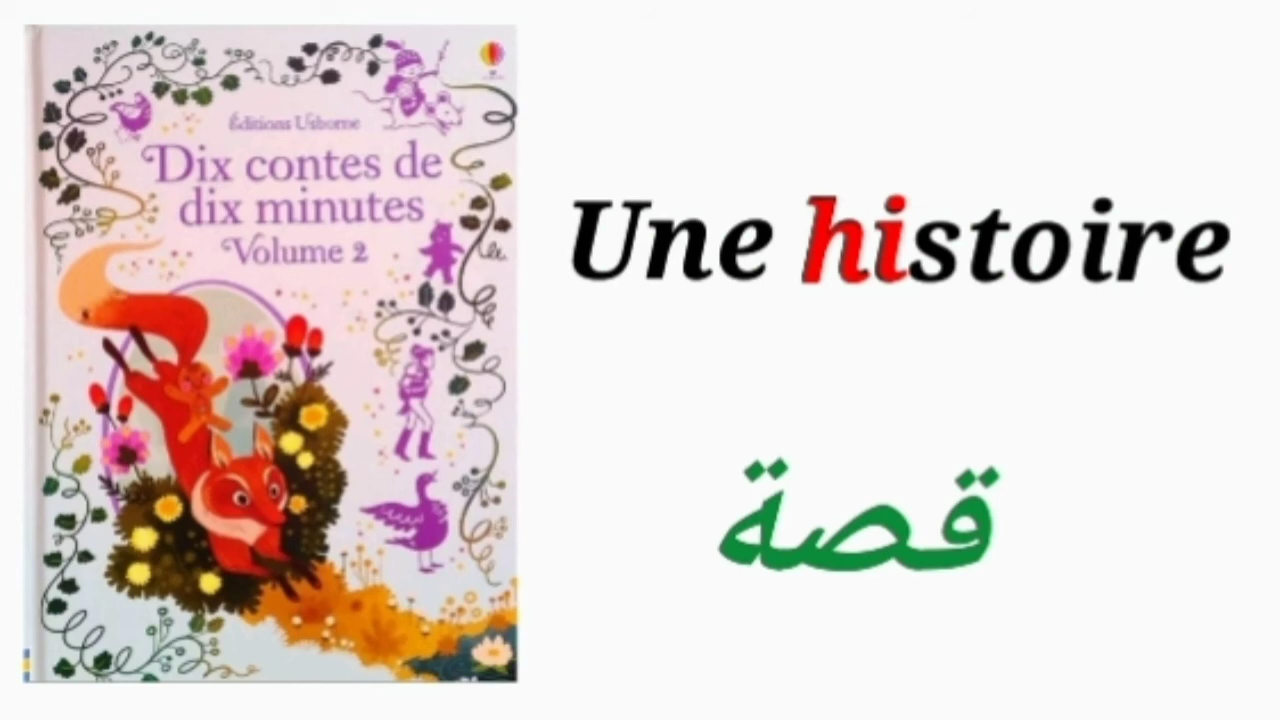 Éditions Usborne
Dix contes de
dix minutes
Volume 2
Une histoire
قصة